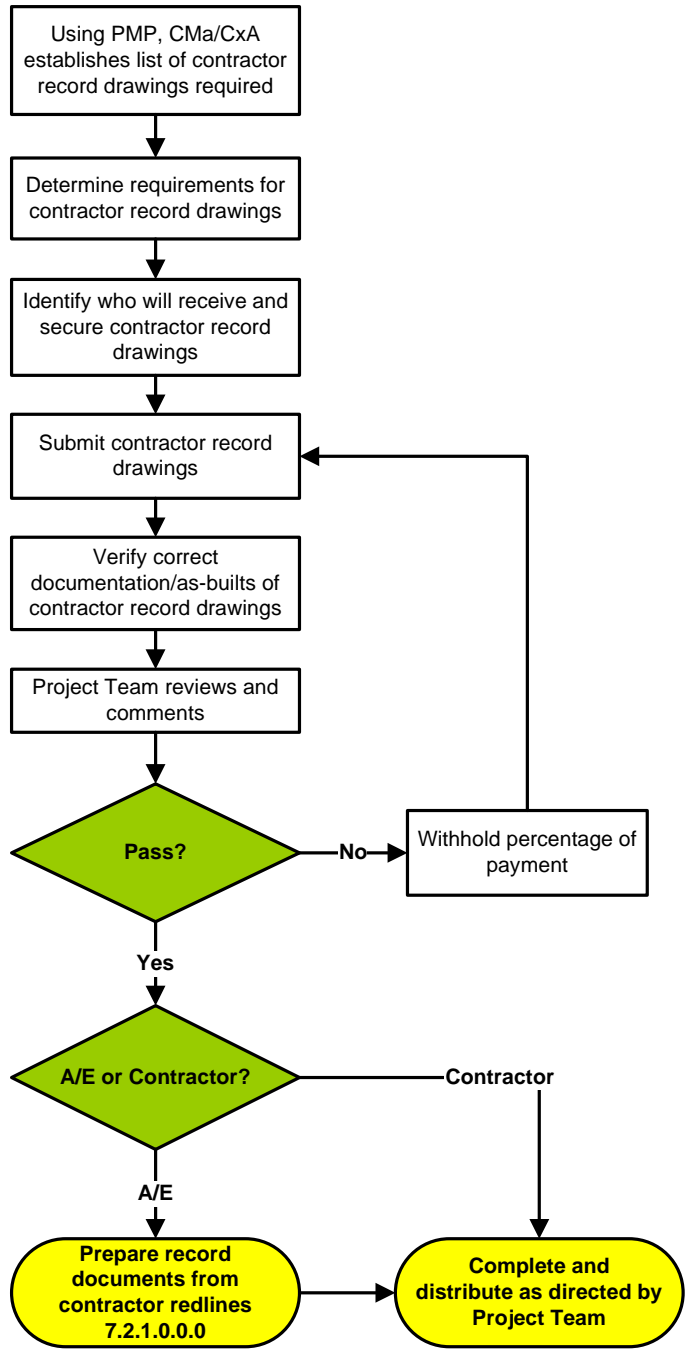 Using PMP, CMa/CxA
establishes list of contractor
record drawings required
Determine requirements for
contractor record drawings
Identify who will receive and
secure contractor record
drawings
Submit contractor record
drawings
Verify correct
documentation/as-builts of
contractor record drawings
Project Team reviews and
comments
Pass?
No
Withhold percentage of
payment
Yes
A/E or Contractor?
Contractor
A/E
Prepare record
documents from
contractor redlines
7.2.1.0.0.0
Complete and
distribute as directed by
Project Team